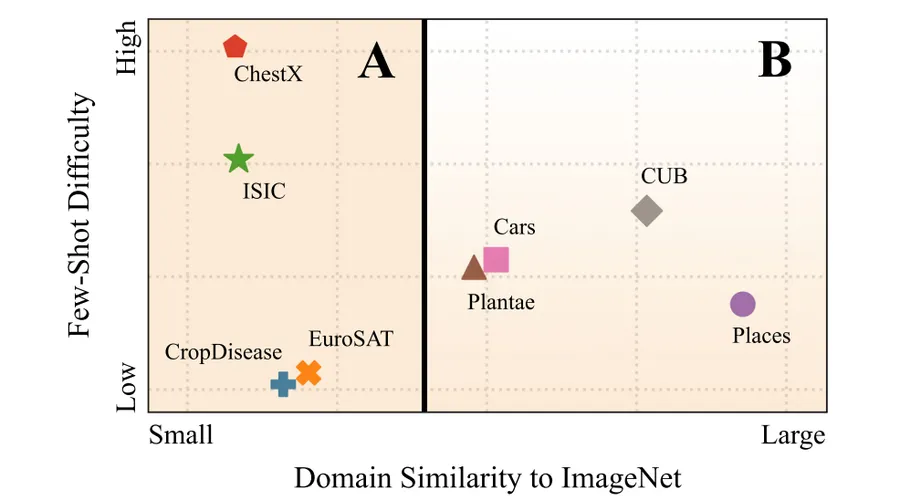 High
A
B
ChestX
ISIC
CUB
Cars
Plantae
Places
EuroSAT
CropDisease
Few-Shot Difficulty
Low
Small
Large
Domain Similarity to ImageNet